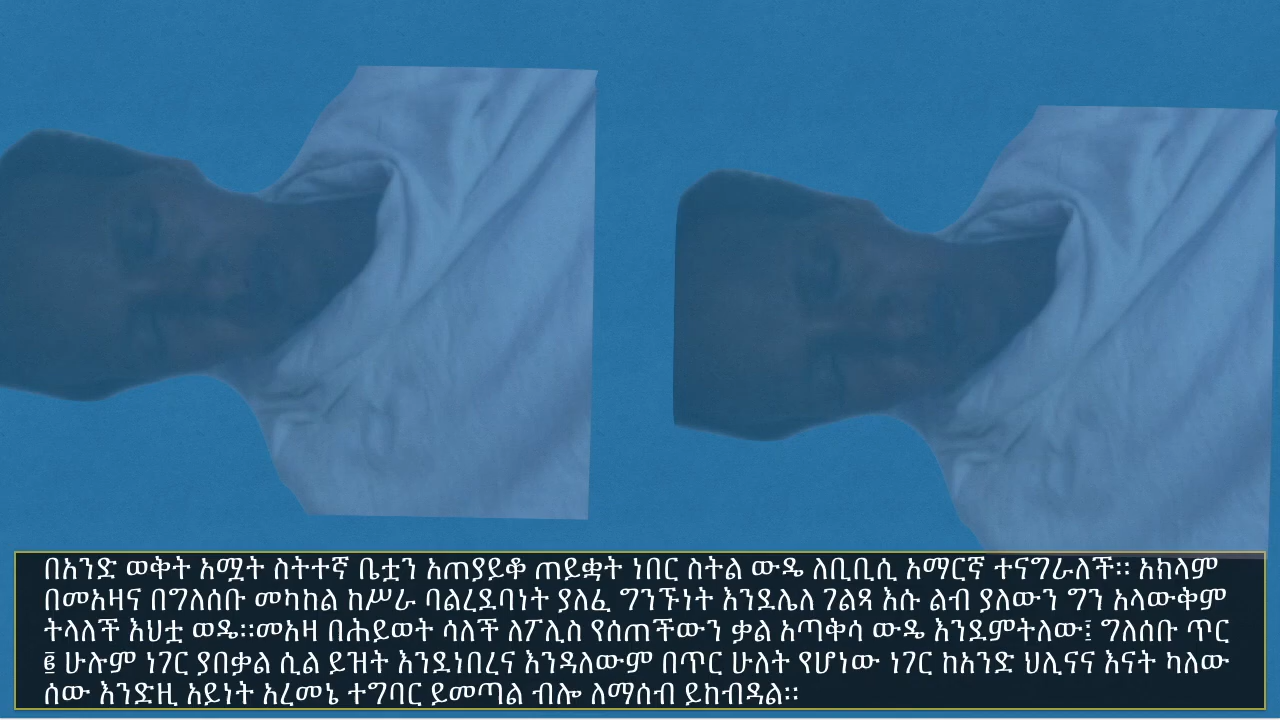 በአንድ ወቅት አሟት ስትተኛ ቤቷን አጠያይቆ ጠይቋት ነበር ስትል ውዴ ለቢቢሲ አማርኛ ተናግራለች፡፡ አክላም
በመአዛና በግለሰቡ መካከል ከሥራ ባልረደባነት ያለፈ ግንኙነት እንደሌለ ገልጻ እሱ ልብ ያለውን ግን አላውቅም
ትላለች እህቷ ወዴ፡፡መአዛ በሕይወት ሳለች ለፖሊስ የሰጠችውን ቃል አጣቅሳ ውዴ እንደምትለው፤ ግለሰቡ ጥር
፪ ሁሉም ነገር ያበቃል ሲል ይዝት እንደነበረና እንዳለውም በጥር ሁለት የሆነው ነገር ከአንድ ህሊናና እናት ካለው
ሰው እንድዚ አይነት አረመኔ ተግባር ይመጣል ብሎ ለማሰብ ይከብዳል፡፡